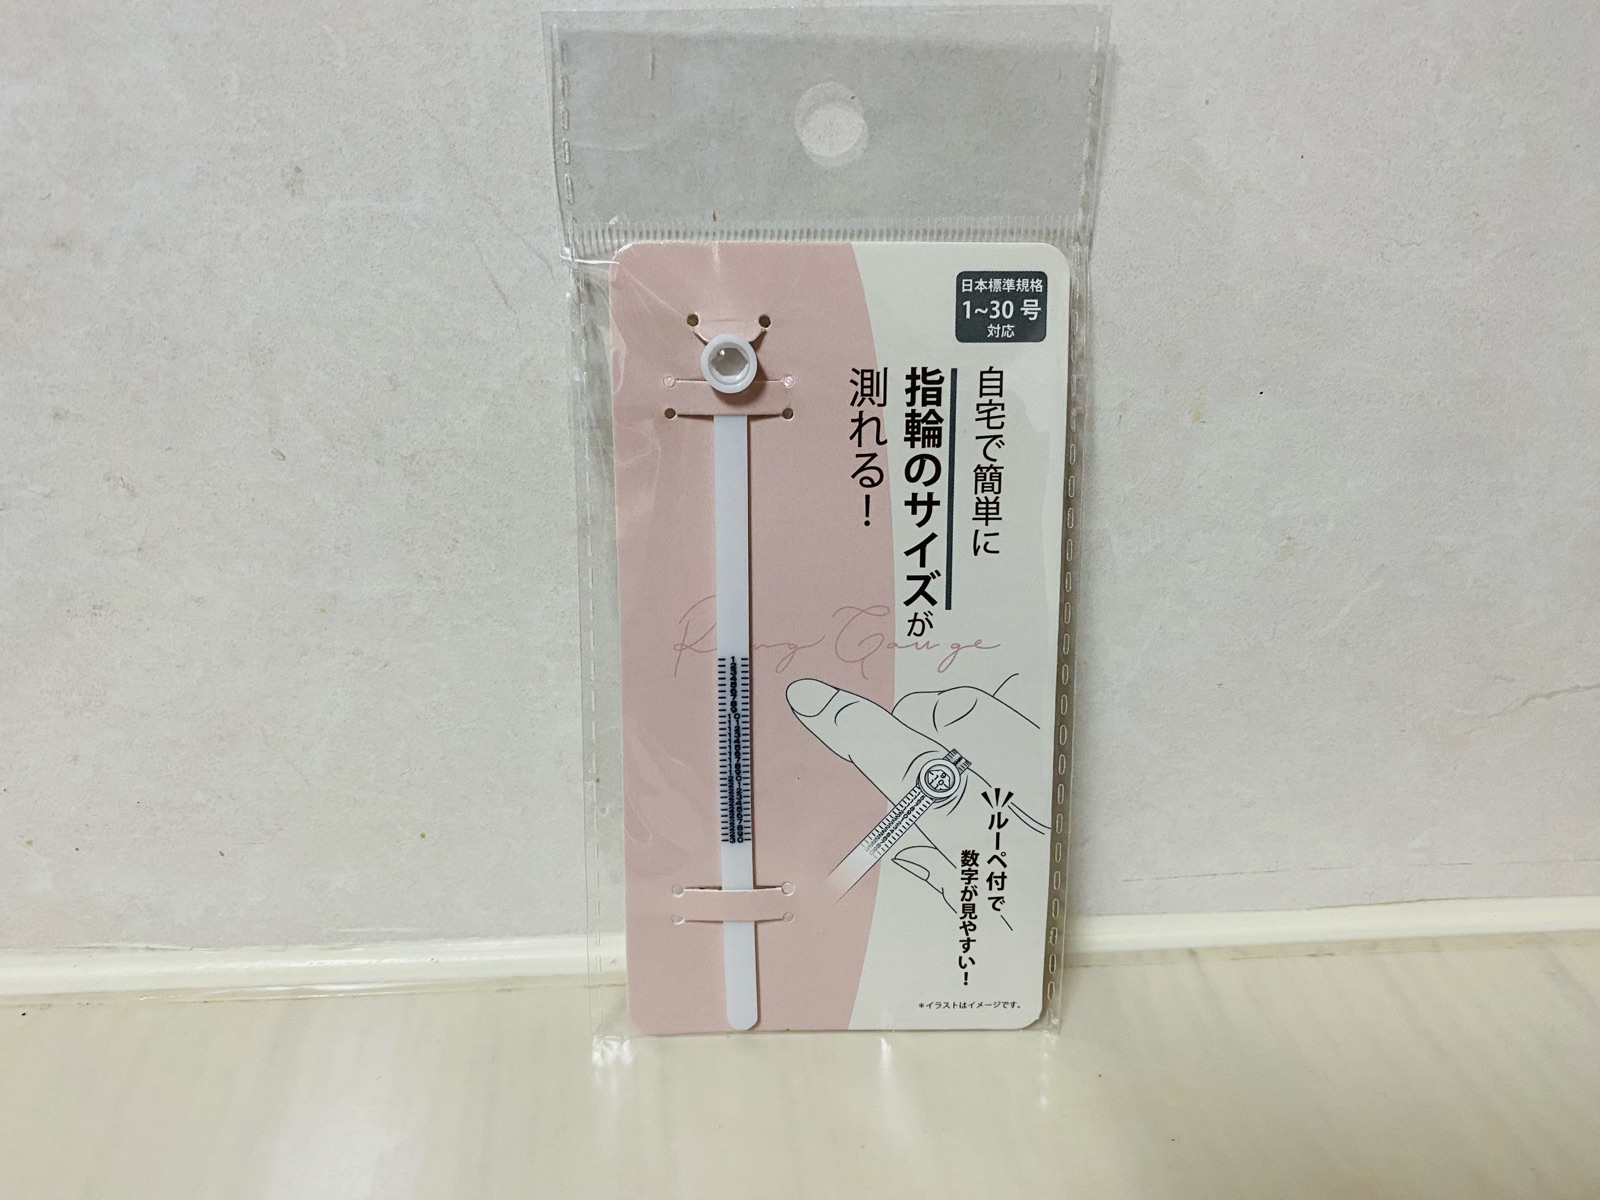 日本標準規格
1~30 号
対応
自宅で簡単に
指輪のサイズが
測れる！
Ring Gauge
ルーペ付で
数字が見やすい！
＊イラストはイメージです。